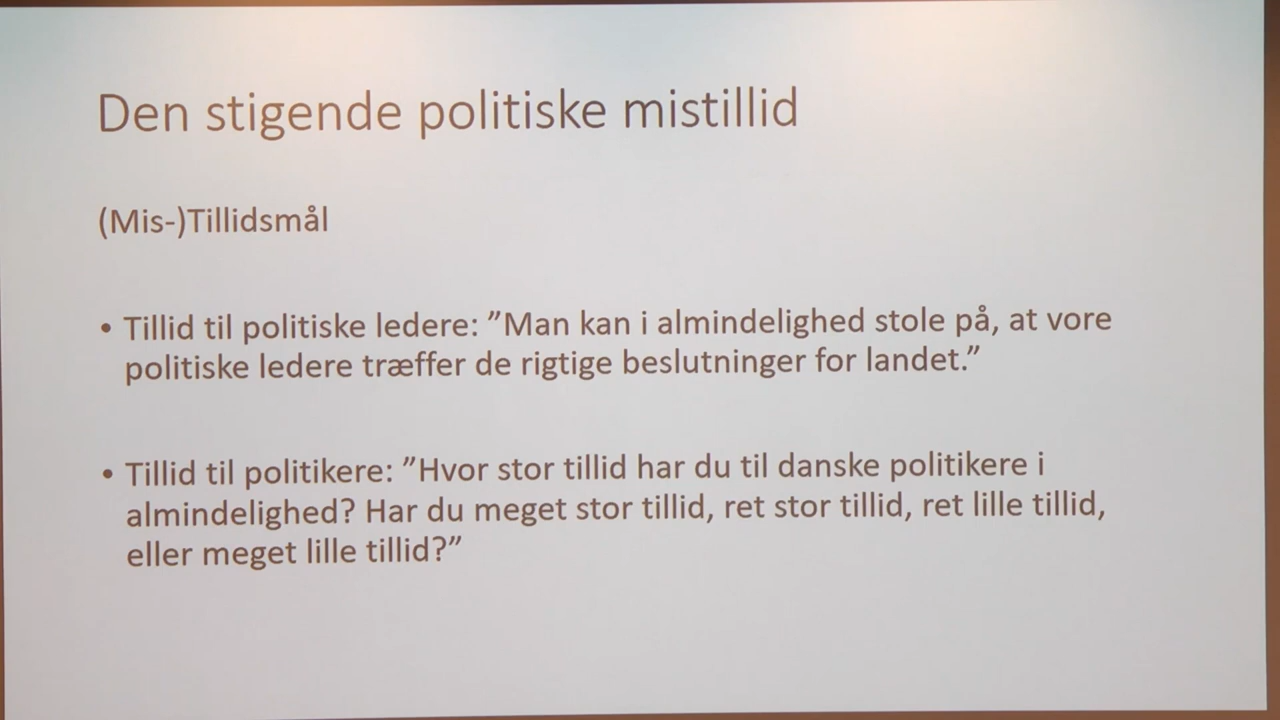 Den stigende politiske mistillid
(Mis-)Tillidsmål
• Tillid til politiske ledere: ”Man kan i almindelighed stole på, at vore
politiske ledere træffer de rigtige beslutninger for landet.”
• Tillid til politikere: ”Hvor stor tillid har du til danske politikere i
almindelighed? Har du meget stor tillid, ret stor tillid, ret lille tillid,
eller meget lille tillid?”